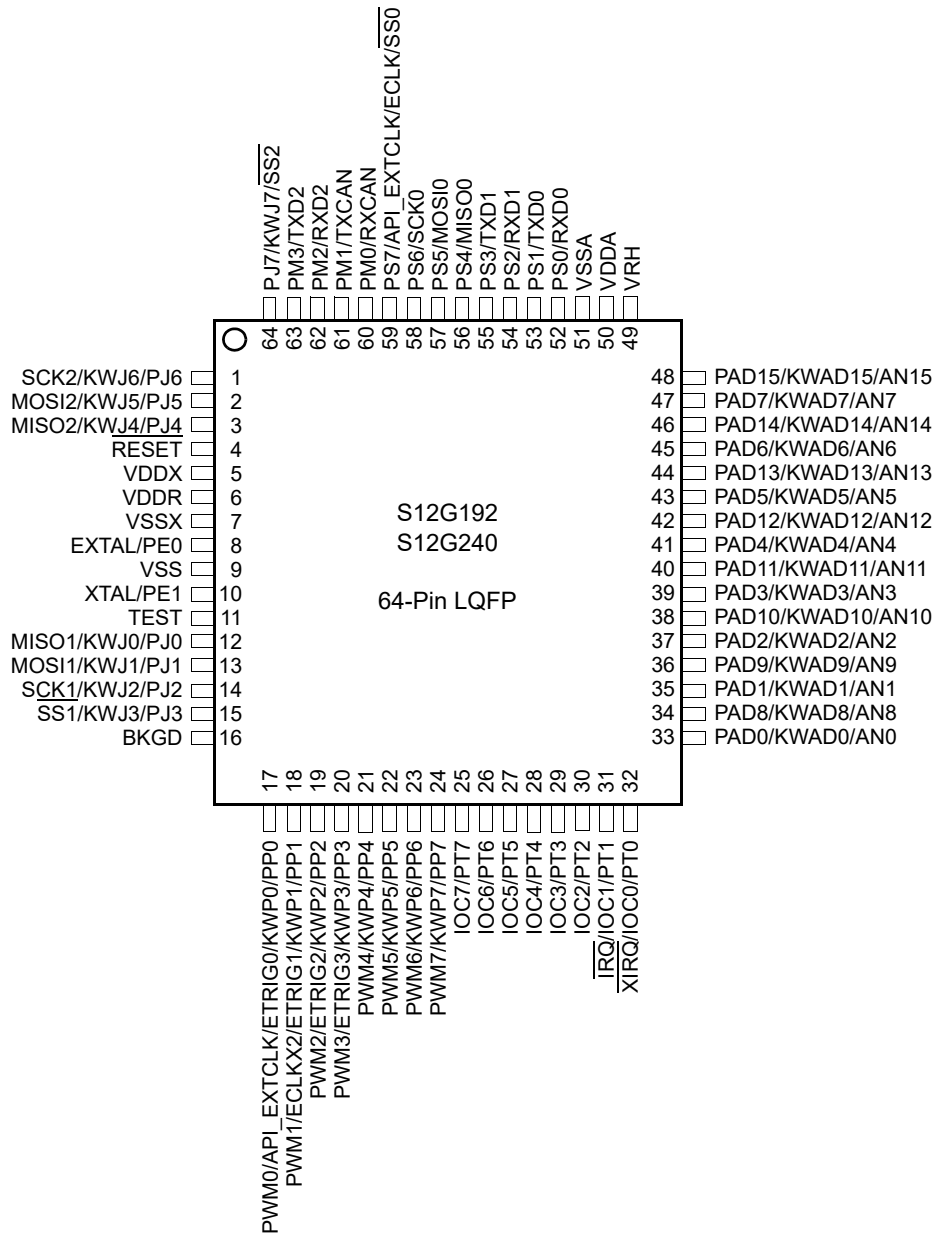 PJ7/KWJ7/SS2
PM3/TXD2
PM2/RXD2
PM1/TXCAN
PM0/RXCAN
PS7/API_EXTCLK/ECLK/SS0
PS6/SCK0
PS5/MOSI0
PS4/MISO0
PS3/TXD1
PS2/RXD1
PS1/TXD0
PS0/RXD0
VSSA
VDDA
VRH
64
63
62
61
60
59
58
57
56
55
54
53
52
51
50
49
SCK2/KWJ6/PJ6 1
MOSI2/KWJ5/PJ5 2
MISO2/KWJ4/PJ4 3
RESET 4
VDDX 5
VDDR 6
VSSX 7
EXTAL/PE0 8
VSS 9
XTAL/PE1 10
TEST 11
MISO1/KWJ0/PJ0 12
MOSI1/KWJ1/PJ1 13
SCK1/KWJ2/PJ2 14
SS1/KWJ3/PJ3 15
BKGD 16
S12G192
S12G240
64-Pin LQFP
48 PAD15/KWAD15/AN15
47 PAD7/KWAD7/AN7
46 PAD14/KWAD14/AN14
45 PAD6/KWAD6/AN6
44 PAD13/KWAD13/AN13
43 PAD5/KWAD5/AN5
42 PAD12/KWAD12/AN12
41 PAD4/KWAD4/AN4
40 PAD11/KWAD11/AN11
39 PAD3/KWAD3/AN3
38 PAD10/KWAD10/AN10
37 PAD2/KWAD2/AN2
36 PAD9/KWAD9/AN9
35 PAD1/KWAD1/AN1
34 PAD8/KWAD8/AN8
33 PAD0/KWAD0/AN0
17
18
19
20
21
22
23
24
25
26
27
28
29
30
31
32
PWM0/API_EXTCLK/ETRIG0/KWP0/PP0
PWM1/ECLKX2/ETRIG1/KWP1/PP1
PWM2/ETRIG2/KWP2/PP2
PWM3/ETRIG3/KWP3/PP3
PWM4/KWP4/PP4
PWM5/KWP5/PP5
PWM6/KWP6/PP6
PWM7/KWP7/PP7
IOC7/PT7
IOC6/PT6
IOC5/PT5
IOC4/PT4
IOC3/PT3
IOC2/PT2
IRQ/IOC1/PT1
XIRQ/IOC0/PT0